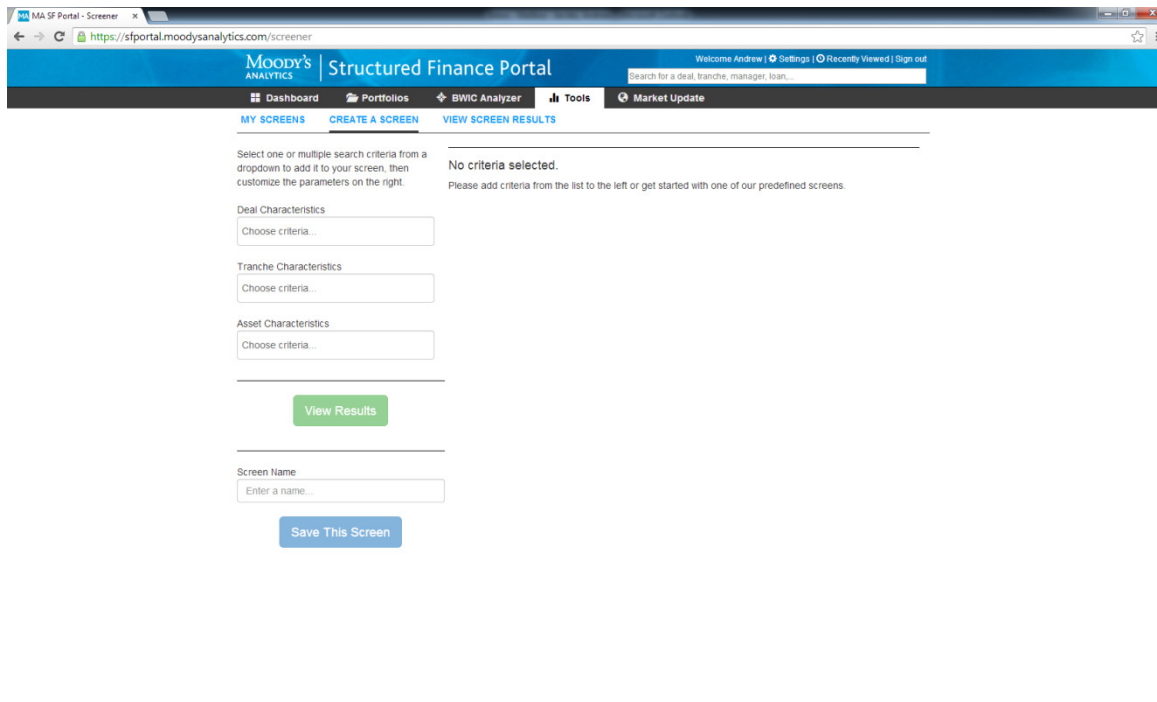 MA SF Portal - Screener x
https://sfportal.moodysanalytics.com/screener
MOODY'S ANALYTICS | Structured Finance Portal
Welcome Andrew | Settings | Recently Viewed | Sign out
Search for a deal, tranche, manager, loan,...
Dashboard Portfolios BWIC Analyzer Tools Market Update
MY SCREENS CREATE A SCREEN VIEW SCREEN RESULTS
Select one or multiple search criteria from a
dropdown to add it to your screen, then
customize the parameters on the right.
Deal Characteristics
Choose criteria...
Tranche Characteristics
Choose criteria...
Asset Characteristics
Choose criteria...
View Results
Screen Name
Enter a name...
Save This Screen
No criteria selected.
Please add criteria from the list to the left or get started with one of our predefined screens.